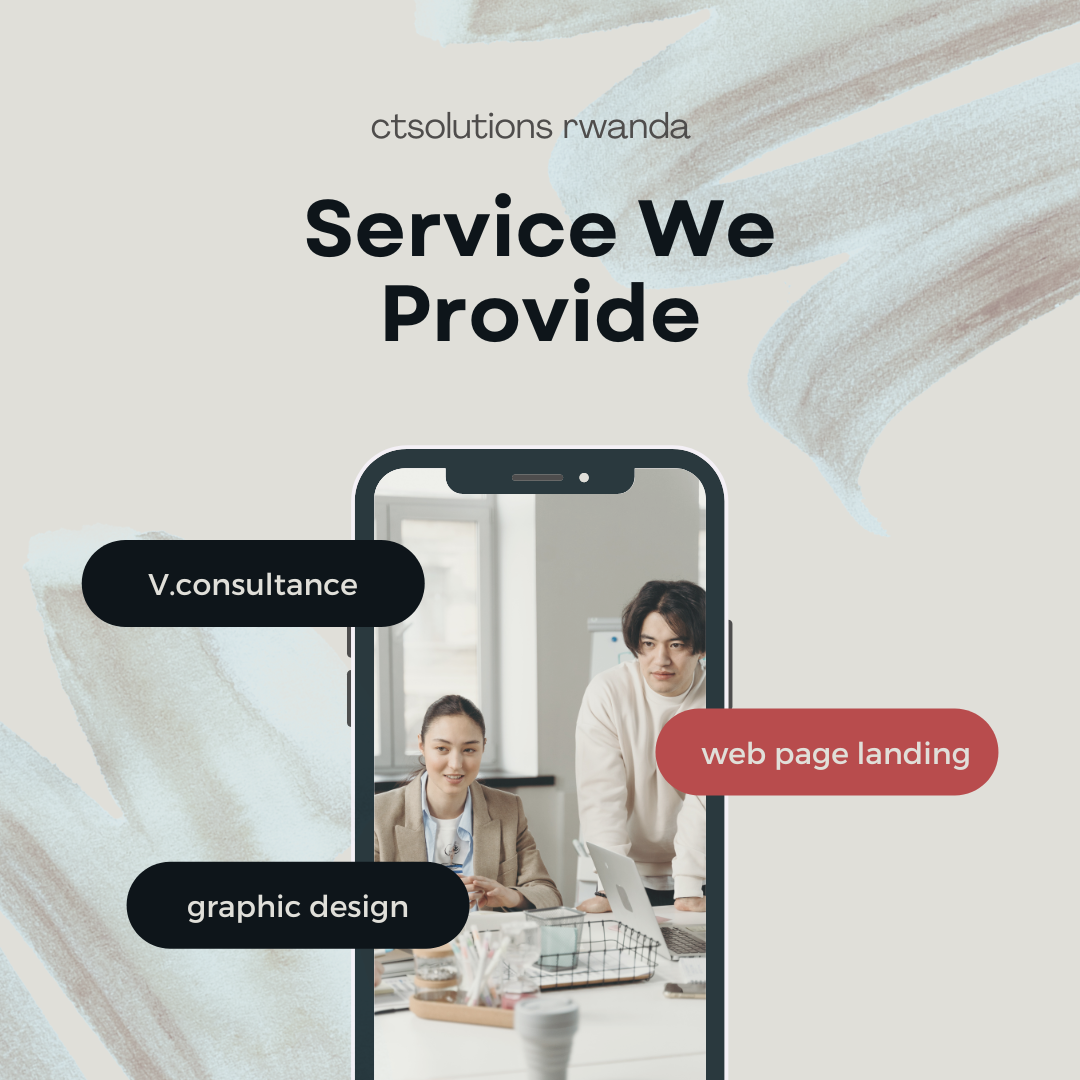 ctsolutions rwanda
Service We
Provide
V.consultance
web page landing
graphic design